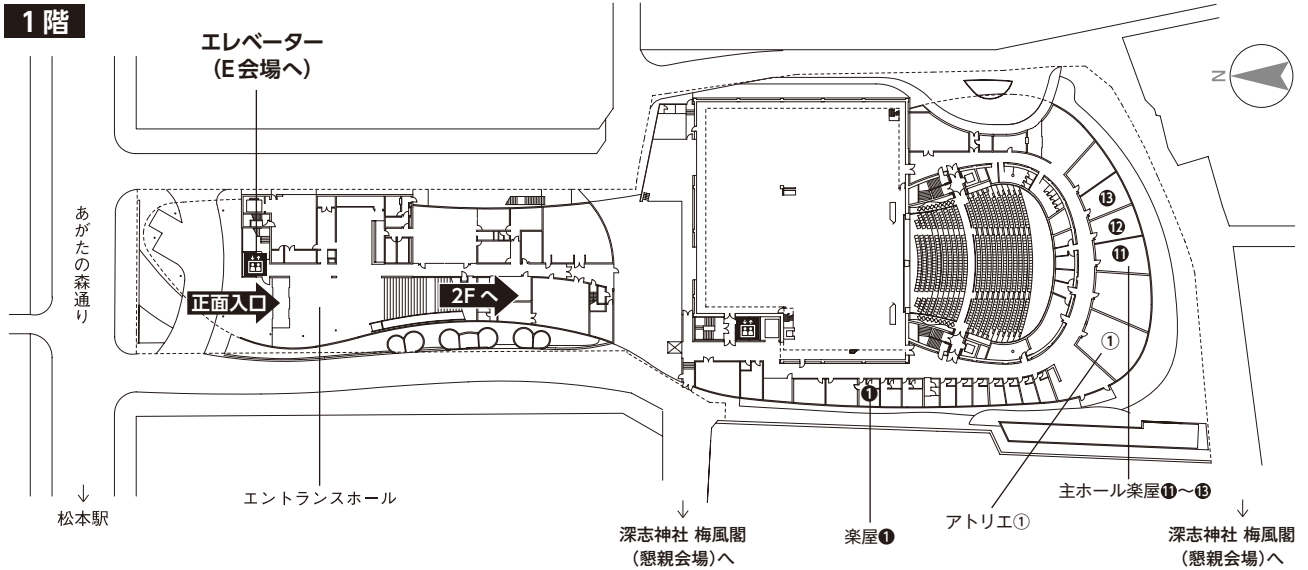 1階
エレベーター
（E会場へ）
N
あがたの森通り
正面入口
2Fへ
⓭
⓬
⓫
①
❶
エントランスホール
↓
松本駅
↓
深志神社 梅風閣
（懇親会場）へ
楽屋❶
アトリエ①
主ホール楽屋⓫～⓭
↓
深志神社 梅風閣
（懇親会場）へ